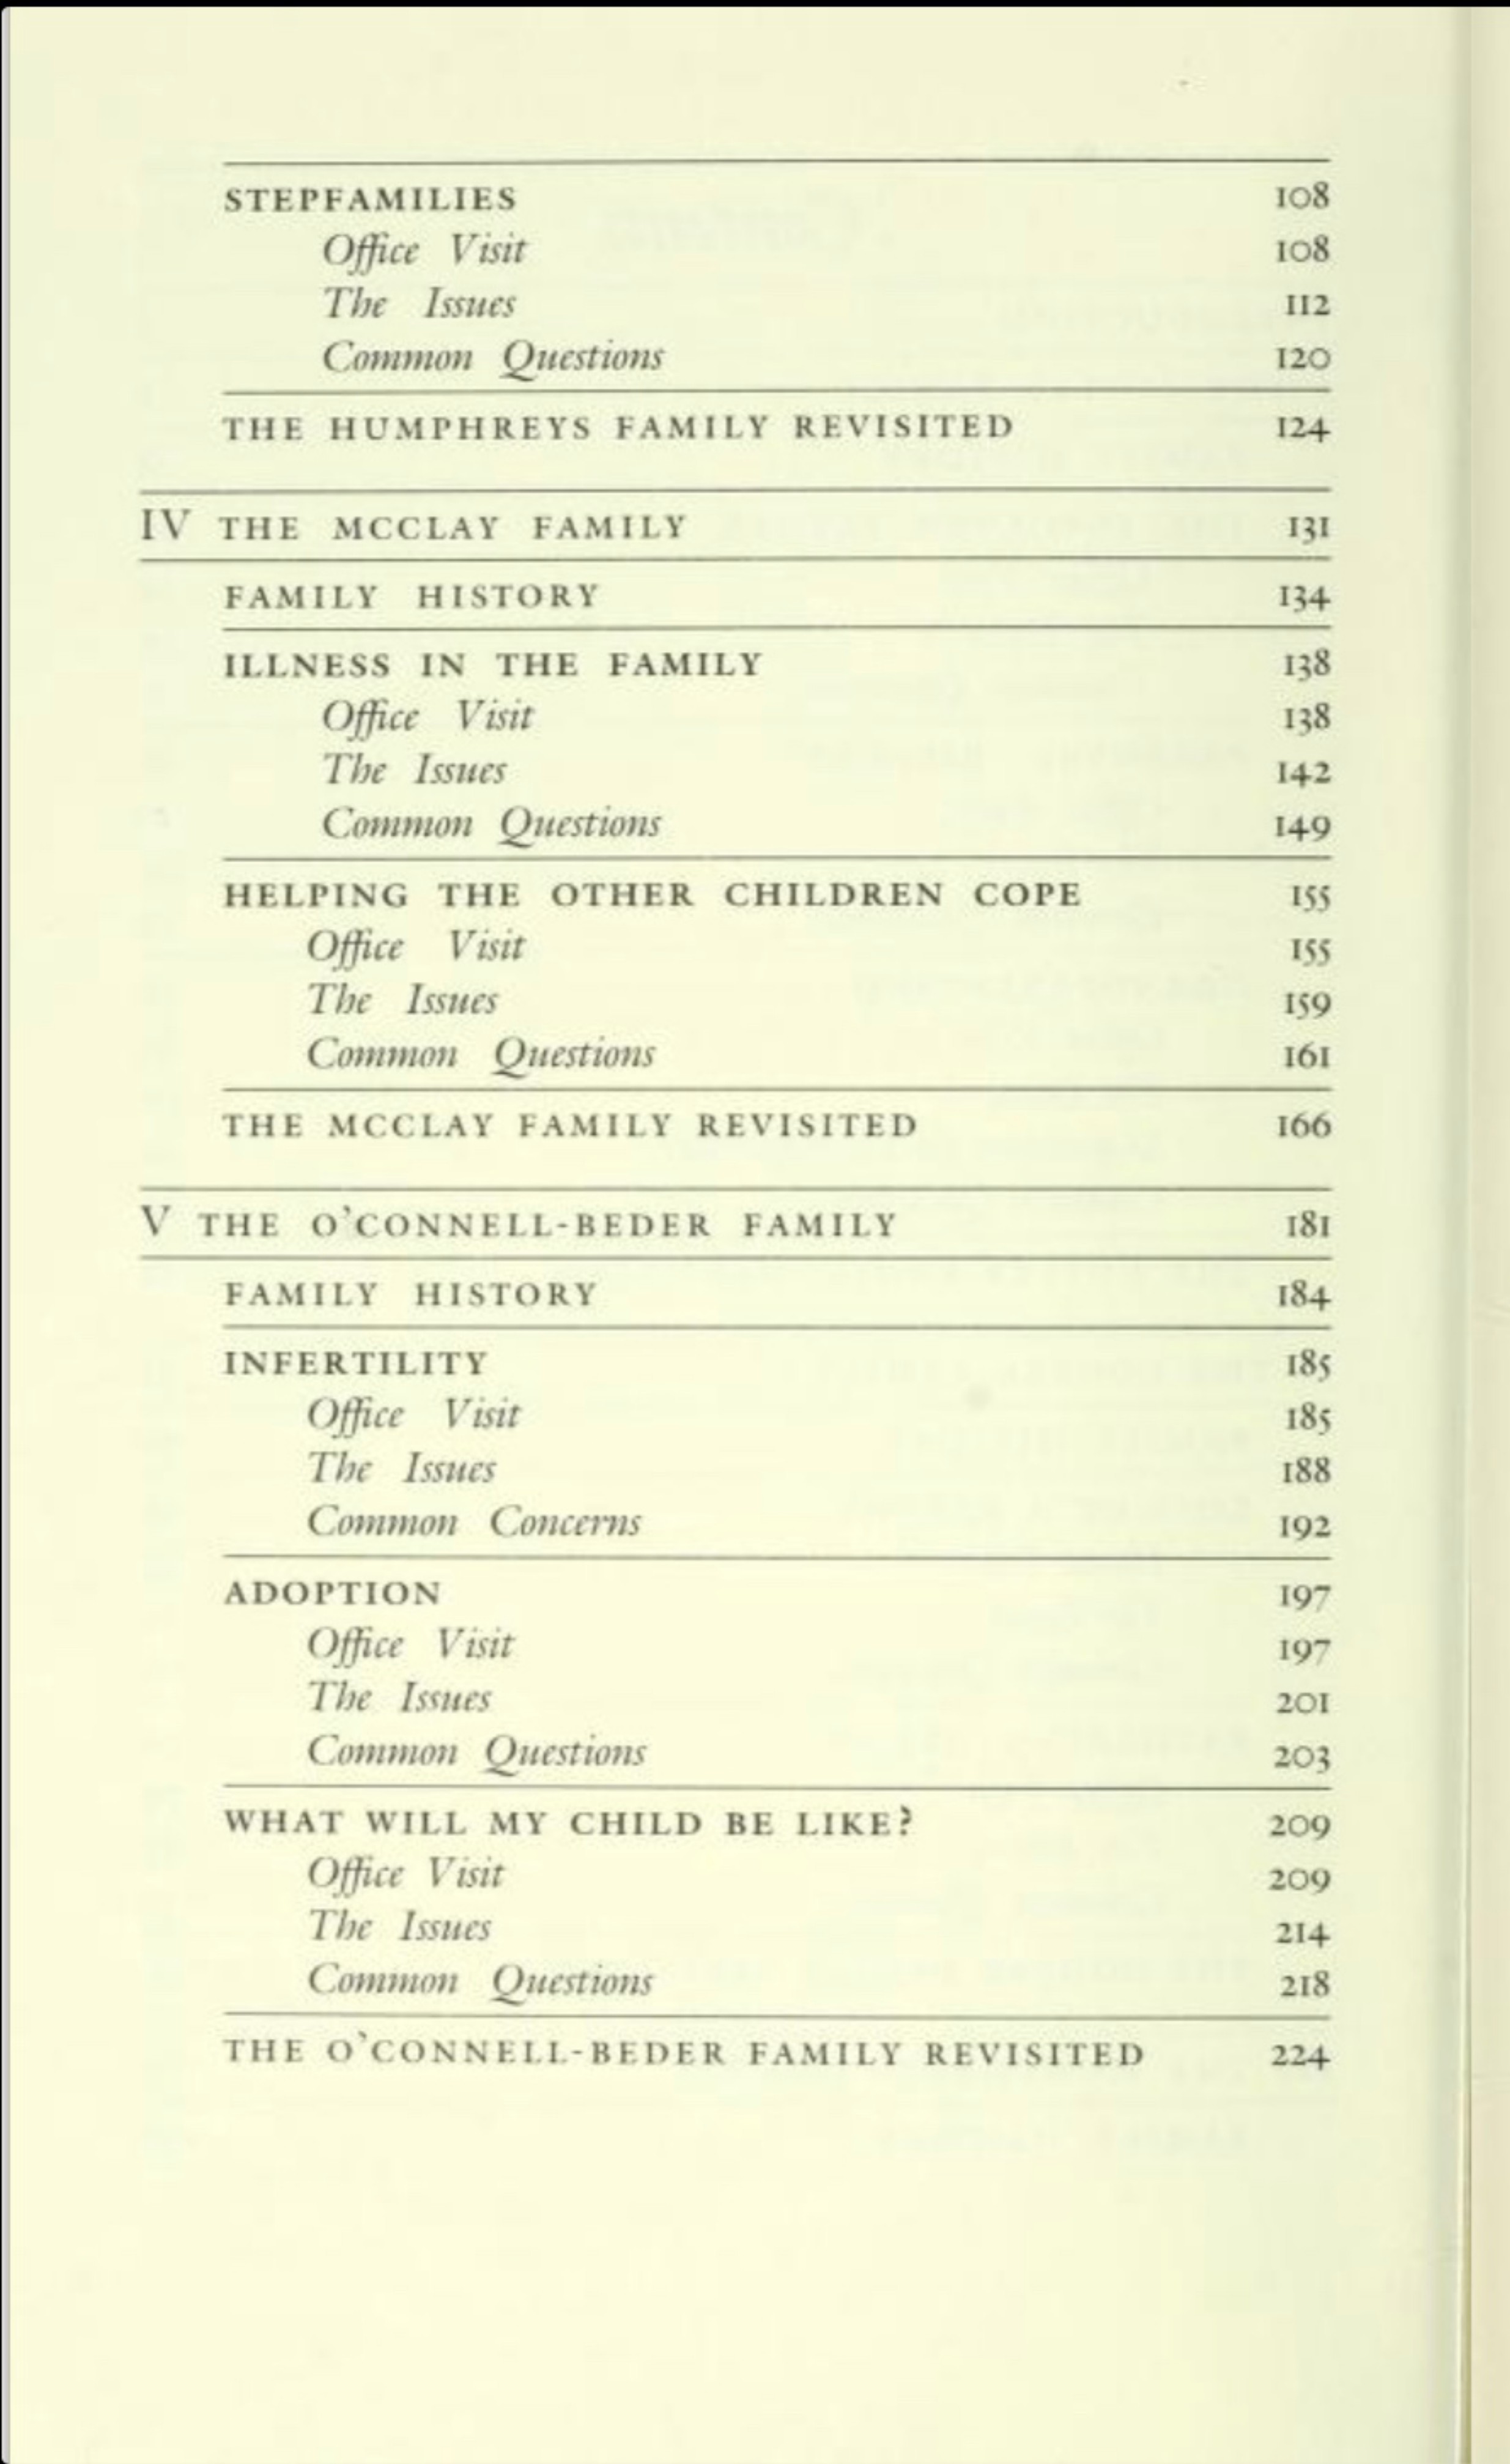 STEPFAMILIES 108
Office Visit 108
The Issues 112
Common Questions 120
THE HUMPHREYS FAMILY REVISITED 124
IV THE MCCLAY FAMILY 131
FAMILY HISTORY 134
ILLNESS IN THE FAMILY 138
Office Visit 138
The Issues 142
Common Questions 149
HELPING THE OTHER CHILDREN COPE 155
Office Visit 155
The Issues 159
Common Questions 161
THE MCCLAY FAMILY REVISITED 166
V THE O'CONNELL-BEDER FAMILY 181
FAMILY HISTORY 184
INFERTILITY 185
Office Visit 185
The Issues 188
Common Concerns 192
ADOPTION 197
Office Visit 197
The Issues 201
Common Questions 203
WHAT WILL MY CHILD BE LIKE? 209
Office Visit 209
The Issues 214
Common Questions 218
THE O'CONNELL-BEDER FAMILY REVISITED 224